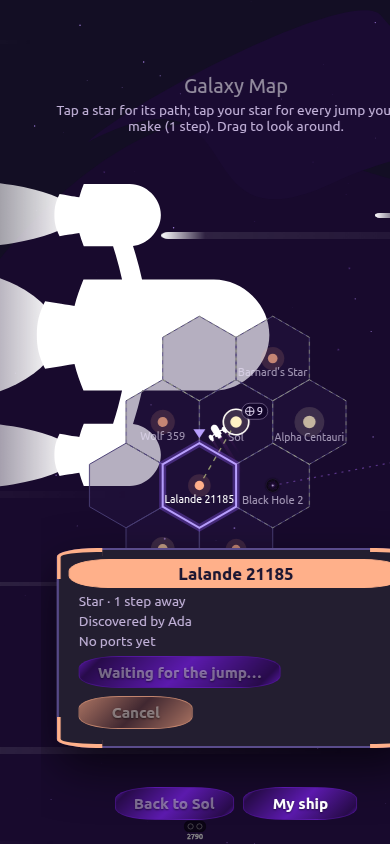 Galaxy Map
Tap a star for its path; tap your star for every jump you
make (1 step). Drag to look around.
Barnard's Star
9
Wolf 359
Sol
Alpha Centauri
Lalande 21185
Black Hole 2
Lalande 21185
Star · 1 step away
Discovered by Ada
No ports yet
Waiting for the jump...
Cancel
Back to Sol
My ship
2790